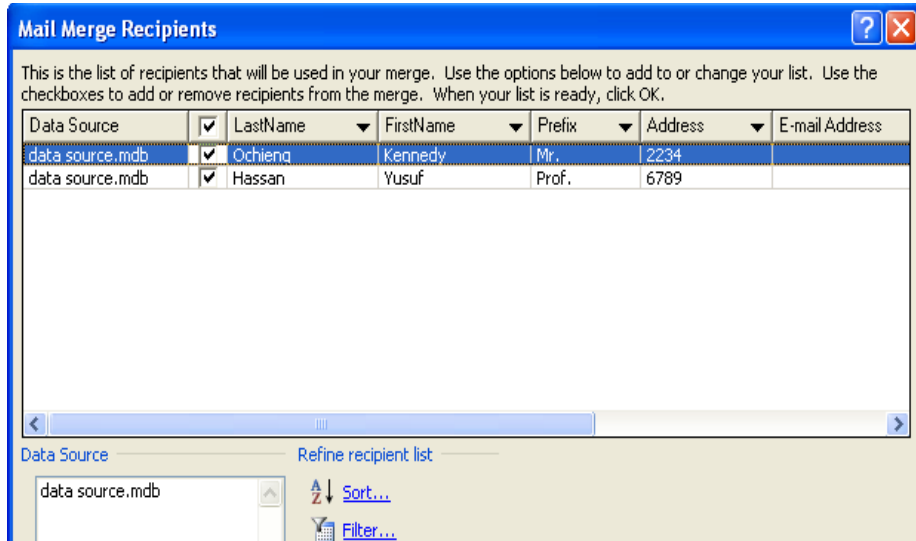 Mail Merge Recipients
This is the list of recipients that will be used in your merge. Use the options below to add to or change your list. Use the
checkboxes to add or remove recipients from the merge. When your list is ready, click OK.
Data Source LastName FirstName Prefix Address E-mail Address
data source.mdb Ochieng Kennedy Mr. 2234
data source.mdb Hassan Yusuf Prof. 6789
Data Source Refine recipient list
data source.mdb Sort...
Filter...